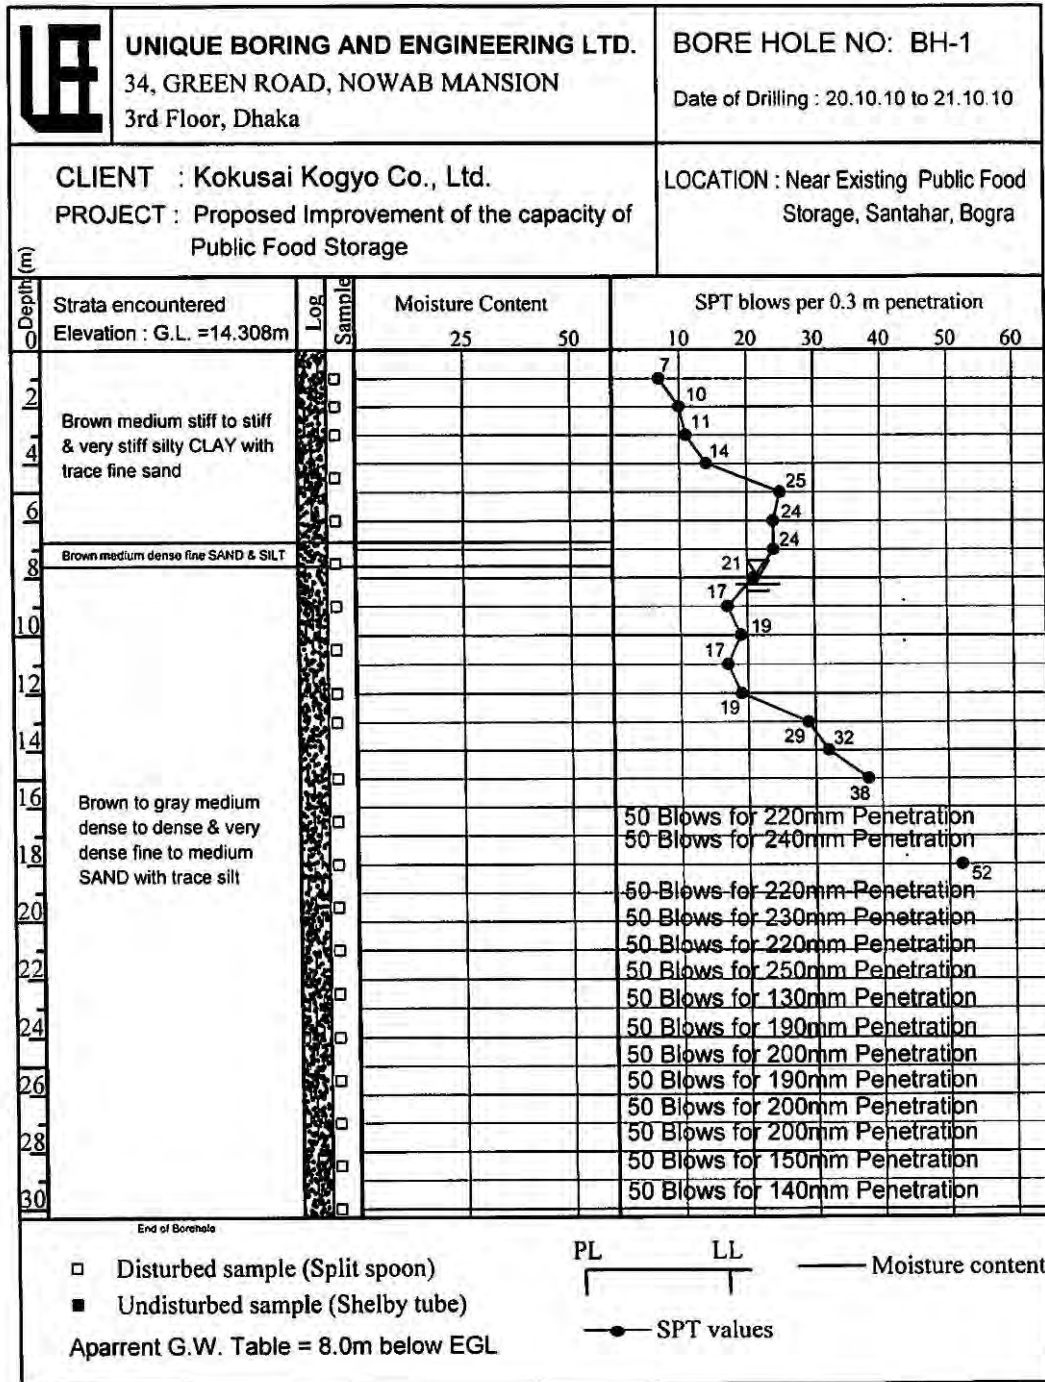 UNIQUE BORING AND ENGINEERING LTD.
34, GREEN ROAD, NOWAB MANSION
3rd Floor, Dhaka
BORE HOLE NO: BH-1
Date of Drilling : 20.10.10 to 21.10.10
CLIENT : Kokusai Kogyo Co., Ltd.
PROJECT : Proposed Improvement of the capacity of
Public Food Storage
LOCATION : Near Existing Public Food
Storage, Santahar, Bogra
Depth (m)
0
Strata encountered
Elevation : G.L. =14.308m
Log
Sample
Moisture Content
25 50
SPT blows per 0.3 m penetration
10 20 30 40 50 60
7
2
10
Brown medium stiff to stiff
& very stiff silty CLAY with
trace fine sand
11
4
14
25
6
24
24
Brown medium dense fine SAND & SILT
8
21
17
10
19
17
12
19
29
14
32
38
16
Brown to gray medium
dense to dense & very
dense fine to medium
SAND with trace silt
50 Blows for 220mm Penetration
50 Blows for 240mm Penetration
18
52
50 Blows for 220mm Penetration
20
50 Blows for 230mm Penetration
50 Blows for 220mm Penetration
22
50 Blows for 250mm Penetration
50 Blows for 130mm Penetration
24
50 Blows for 190mm Penetration
50 Blows for 200mm Penetration
26
50 Blows for 190mm Penetration
50 Blows for 200mm Penetration
50 Blows for 200mm Penetration
28
50 Blows for 150mm Penetration
30
50 Blows for 140mm Penetration
End of Borehole
Disturbed sample (Split spoon)
Undisturbed sample (Shelby tube)
Aparrent G.W. Table = 8.0m below EGL
PL LL
Moisture content
SPT values